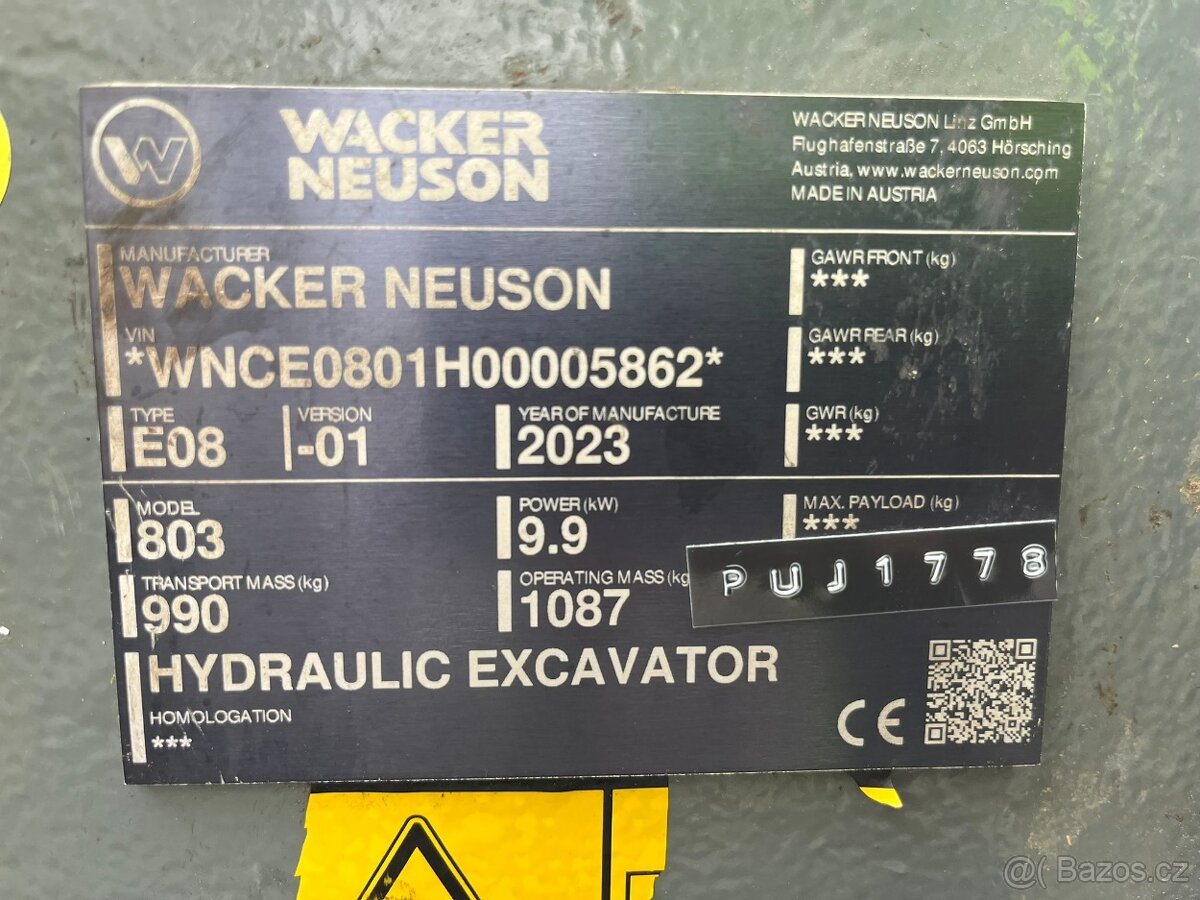 W
WACKER
NEUSON
WACKER NEUSON Linz GmbH
Flughafenstraße 7, 4063 Hörsching
Austria, www.wackerneuson.com
MADE IN AUSTRIA
MANUFACTURER
WACKER NEUSON
VIN
*WNCE0801H00005862*
TYPE
E08
VERSION
-01
YEAR OF MANUFACTURE
2023
GAWR FRONT (kg)
***
GAWR REAR (kg)
***
GWR (kg)
***
MODEL
803
POWER (kW)
9.9
MAX. PAYLOAD (kg)
***
TRANSPORT MASS (kg)
990
OPERATING MASS (kg
1087
PUJ1778
HYDRAULIC EXCAVATOR
HOMOLOGATION
***
CE
@( Bazos.cz